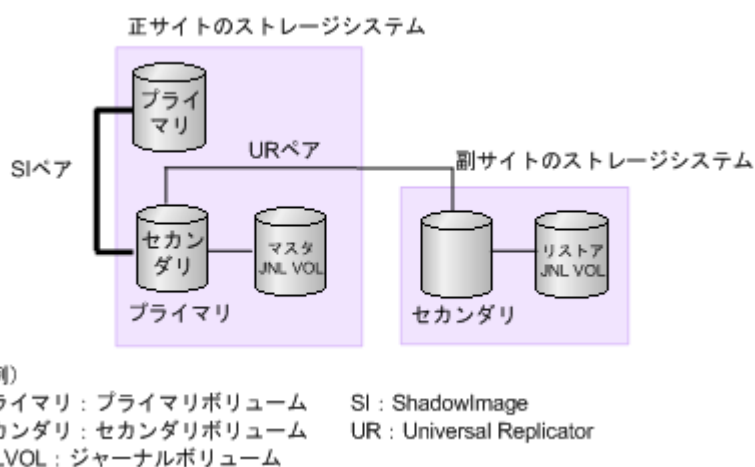 正サイトのストレージシステム
プライ
マリ
SIペア
URペア
副サイトのストレージシステム
セカン
ダリ
マスタ
JNL VOL
リストア
JNL VOL
プライマリ
セカンダリ
例)
ライマリ：プライマリボリューム
SI：ShadowImage
カンダリ：セカンダリボリューム
UR：Universal Replicator
LVOL：ジャーナルボリューム